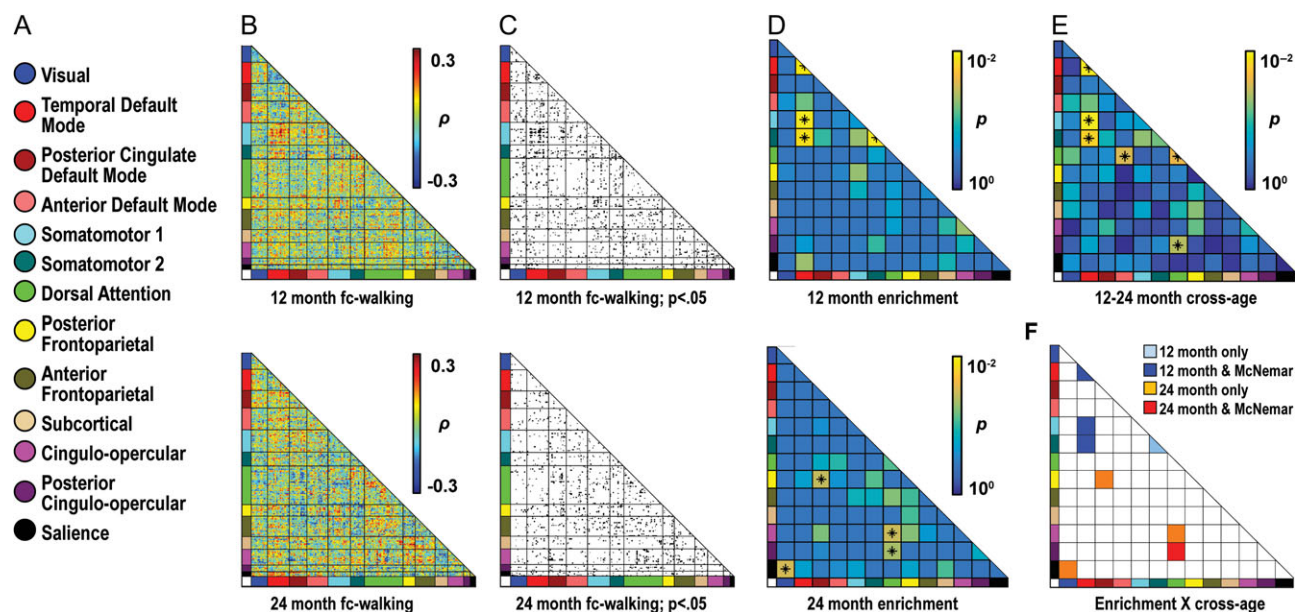 A
Visual
Temporal Default
Mode
Posterior Cingulate
Default Mode
Anterior Default Mode
Somatomotor 1
Somatomotor 2
Dorsal Attention
Posterior
Frontoparietal
Anterior
Frontoparietal
Subcortical
Cingulo-opercular
Posterior
Cingulo-opercular
Salience
B
0.3
ρ
-0.3
12 month fc-walking
0.3
ρ
-0.3
24 month fc-walking
C
12 month fc-walking; p<.05
24 month fc-walking; p<.05
D
10-2
p
100
12 month enrichment
10-2
p
100
24 month enrichment
E
10-2
p
100
12-24 month cross-age
F
12 month only
12 month & McNemar
24 month only
24 month & McNemar
Enrichment X cross-age